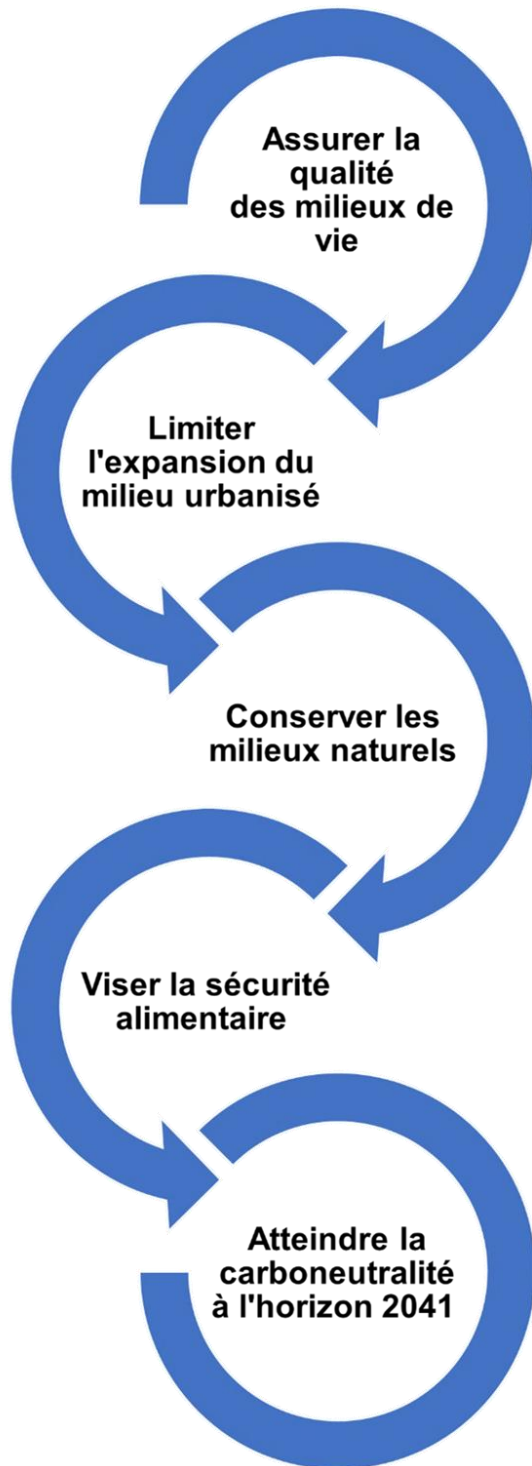 Assurer la
qualité
des milieux de
vie
Limiter
l'expansion du
milieu urbanisé
Conserver les
milieux naturels
Viser la sécurité
alimentaire
Atteindre la
carboneutralité
à l'horizon 2041